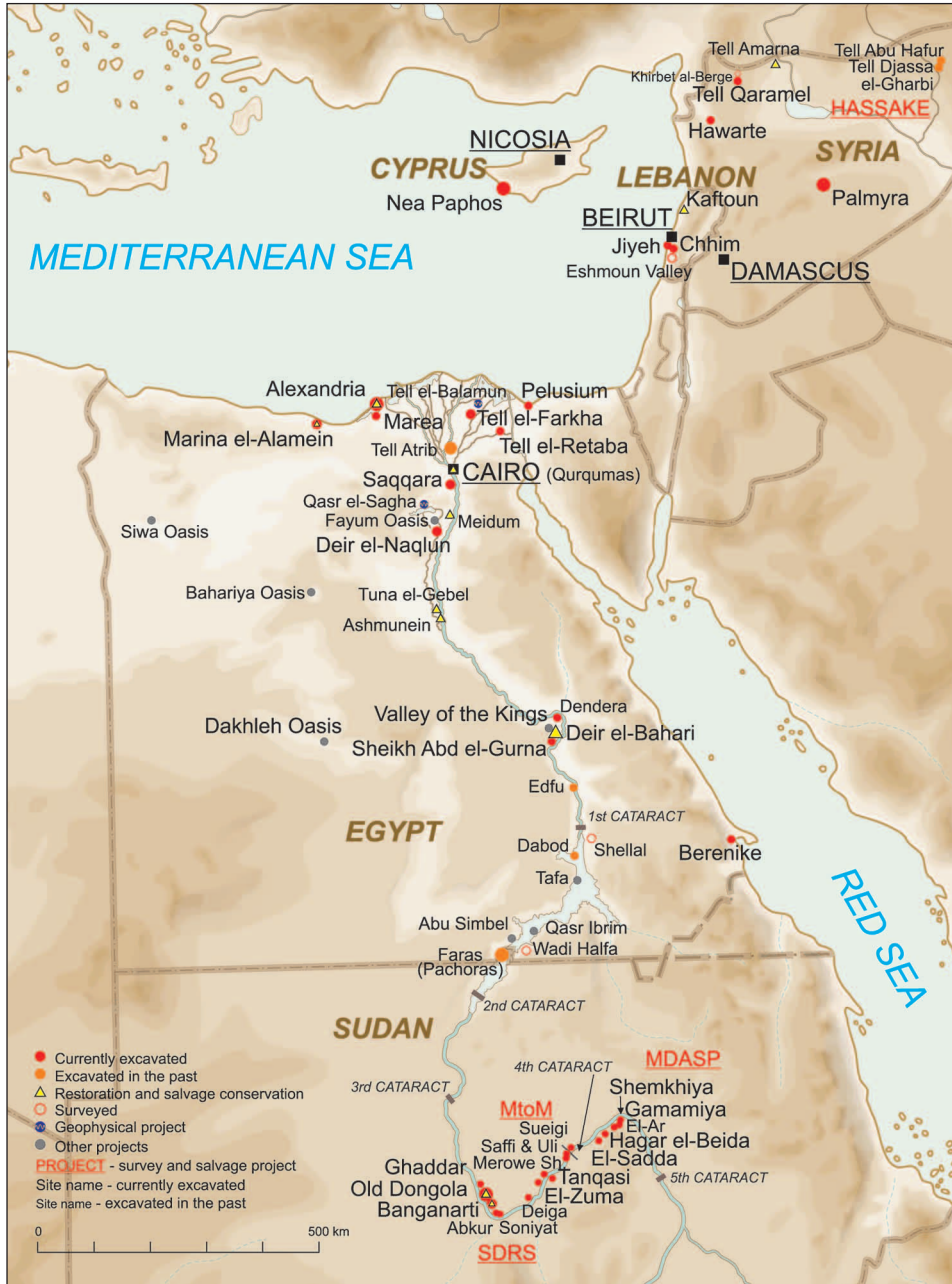 Tell Amarna
Tell Abu Hafur
Tell Djassa
el-Gharbi
Khirbet al-Berge
Tell Qaramel
HASSAKE
Hawarte
NICOSIA
CYPRUS
SYRIA
LEBANON
Nea Paphos
Kaftoun
Palmyra
BEIRUT
Jiyeh
Chhim
MEDITERRANEAN SEA
Eshmoun Valley
DAMASCUS
Alexandria
Tell el-Balamun
Pelusium
Marea
Tell el-Farkha
Marina el-Alamein
Tell el-Retaba
Tell Atrib
Saqqara
CAIRO (Qurqumas)
Qasr el-Sagha
Siwa Oasis
Fayum Oasis
Meidum
Deir el-Naqlun
Bahariya Oasis
Tuna el-Gebel
Ashmunein
Dendera
Valley of the Kings
Deir el-Bahari
Dakhleh Oasis
Sheikh Abd el-Gurna
Edfu
1st CATARACT
EGYPT
Dabod
Shellal
Berenike
Tafa
RED SEA
Abu Simbel
Qasr Ibrim
Faras
(Pachoras)
Wadi Halfa
2nd CATARACT
SUDAN
4th CATARACT
MDASP
3rd CATARACT
Shemkhiya
MtoM
Gamamiya
Sueigi
El-Ar
Saffi & Uli
Hagar el-Beida
Merowe Sh.
El-Sadda
Ghaddar
Tanqasi
5th CATARACT
Old Dongola
El-Zuma
Banganarti
Deiga
Abkur Soniyat
SDRS
Currently excavated
Excavated in the past
Restoration and salvage conservation
Surveyed
Geophysical project
Other projects
PROJECT - survey and salvage project
Site name - currently excavated
Site name - excavated in the past
0 500 km